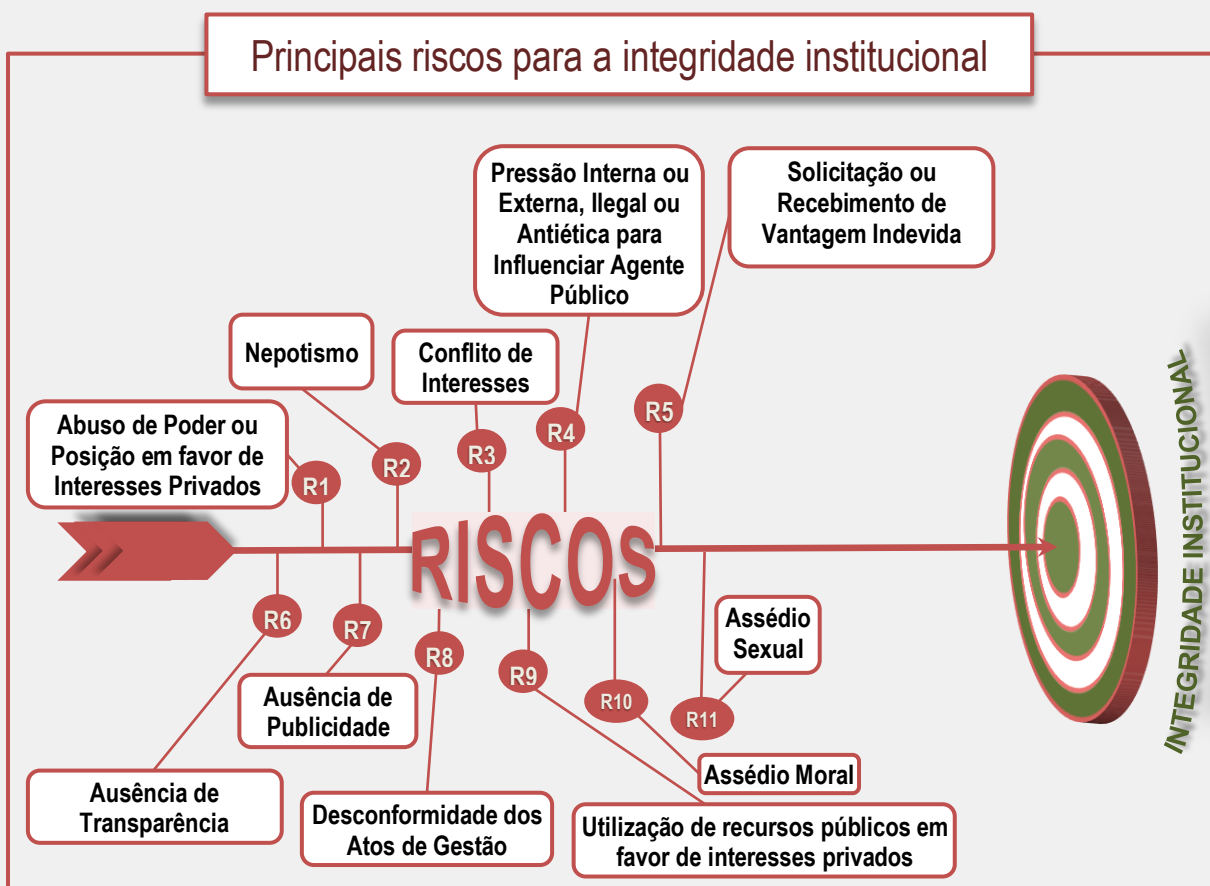 Principais riscos para a integridade institucional
Pressão Interna ou
Externa, Ilegal ou
Antiética para
Influenciar Agente
Público
Solicitação ou
Recebimento de
Vantagem Indevida
Nepotismo
Conflito de
Interesses
Abuso de Poder ou
Posição em favor de
Interesses Privados
R1
R2
R3
R4
R5
RISCOS
INTEGRIDADE INSTITUCIONAL
R6
R7
R8
R9
R10
R11
Assédio
Sexual
Ausência de
Publicidade
Assédio Moral
Ausência de
Transparência
Desconformidade dos
Atos de Gestão
Utilização de recursos públicos em
favor de interesses privados